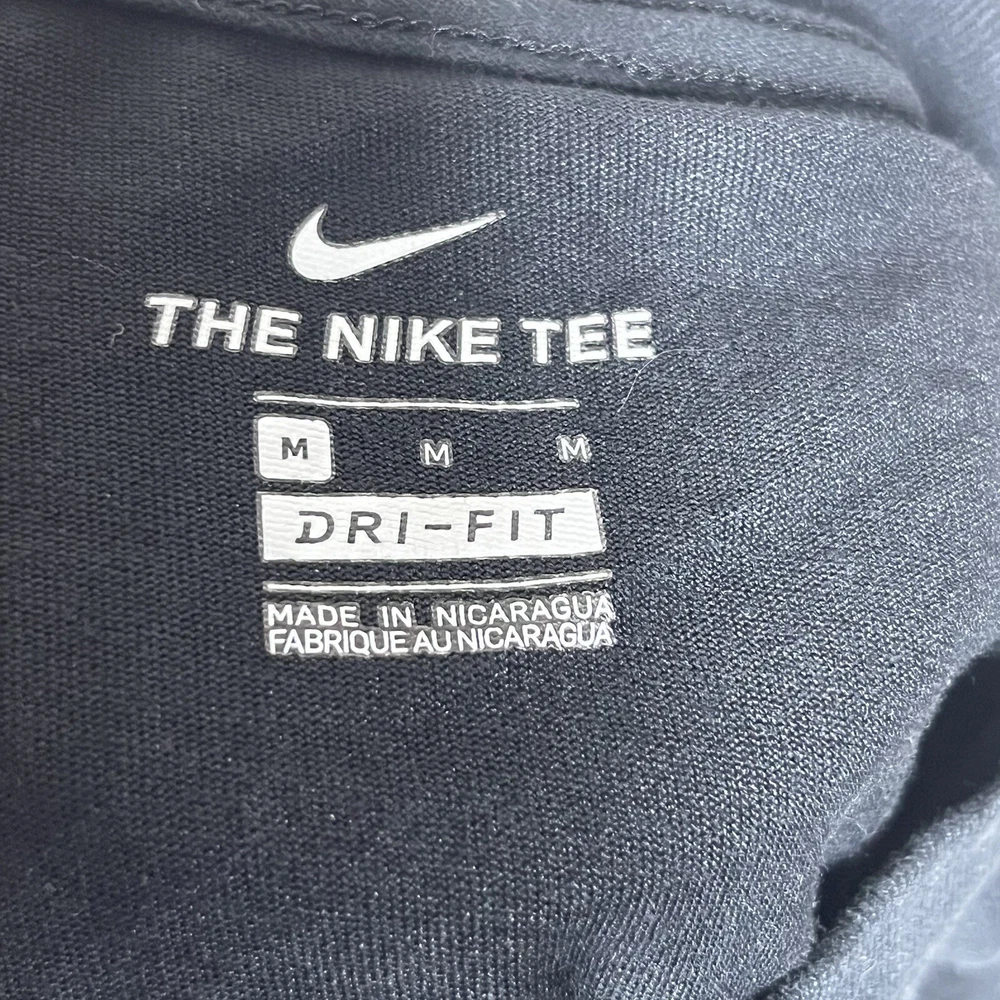 THE NIKE TEE
M M M
DRI-FIT
MADE IN NICARAGUA
FABRIQUE AU NICARAGUA